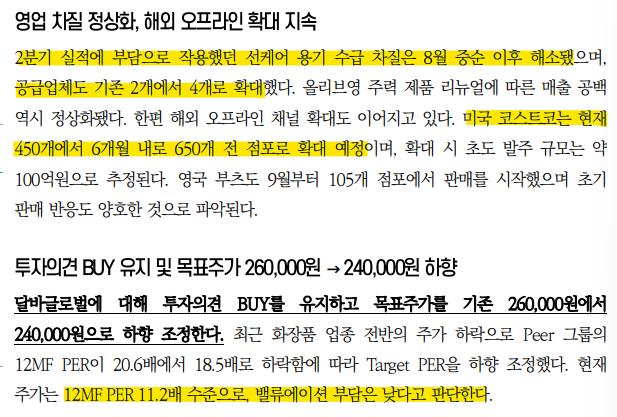 영업 차질 정상화, 해외 오프라인 확대 지속
2분기 실적에 부담으로 작용했던 선케어 용기 수급 차질은 8월 중순 이후 해소됐으며,
공급업체도 기존 2개에서 4개로 확대했다. 올리브영 주력 제품 리뉴얼에 따른 매출 공백
역시 정상화됐다. 한편 해외 오프라인 채널 확대도 이어지고 있다. 미국 코스트코는 현재
450개에서 6개월 내로 650개 전 점포로 확대 예정이며, 확대 시 초도 발주 규모는 약
100억원으로 추정된다. 영국 부츠도 9월부터 105개 점포에서 판매를 시작했으며 초기
판매 반응도 양호한 것으로 파악된다.
투자의견 BUY 유지 및 목표주가 260,000원 → 240,000원 하향
달바글로벌에 대해 투자의견 BUY를 유지하고 목표주가를 기존 260,000원에서
240,000원으로 하향 조정한다. 최근 화장품 업종 전반의 주가 하락으로 Peer 그룹의
12MF PER이 20.6배에서 18.5배로 하락함에 따라 Target PER을 하향 조정했다. 현재
주가는 12MF PER 11.2배 수준으로, 밸류에이션 부담은 낮다고 판단한다.